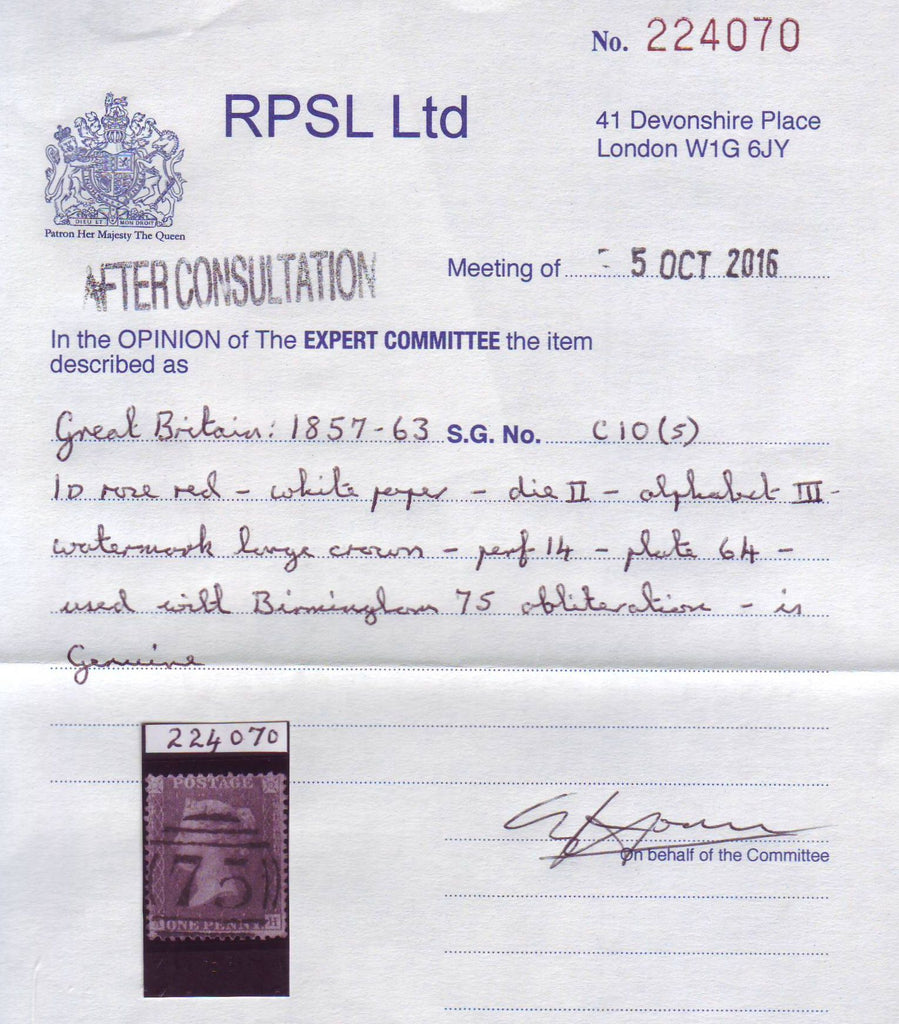 No. 224070
RPSL Ltd
41 Devonshire Place
London W1G 6JY
DIEU ET MON DROIT
Patron Her Majesty The Queen
AFTER CONSULTATION
Meeting of - 5 OCT 2016
In the OPINION of The EXPERT COMMITTEE the item
described as
Great Britain: 1857-63 S.G. No. C10(s)
1D rose red - white paper - die II - alphabet III -
watermark large crown - perf 14 - plate 64 -
used with Birmingham 75 obliteration - is
Genuine
224070
POSTAGE
75
ONE PENNY H
On behalf of the Committee